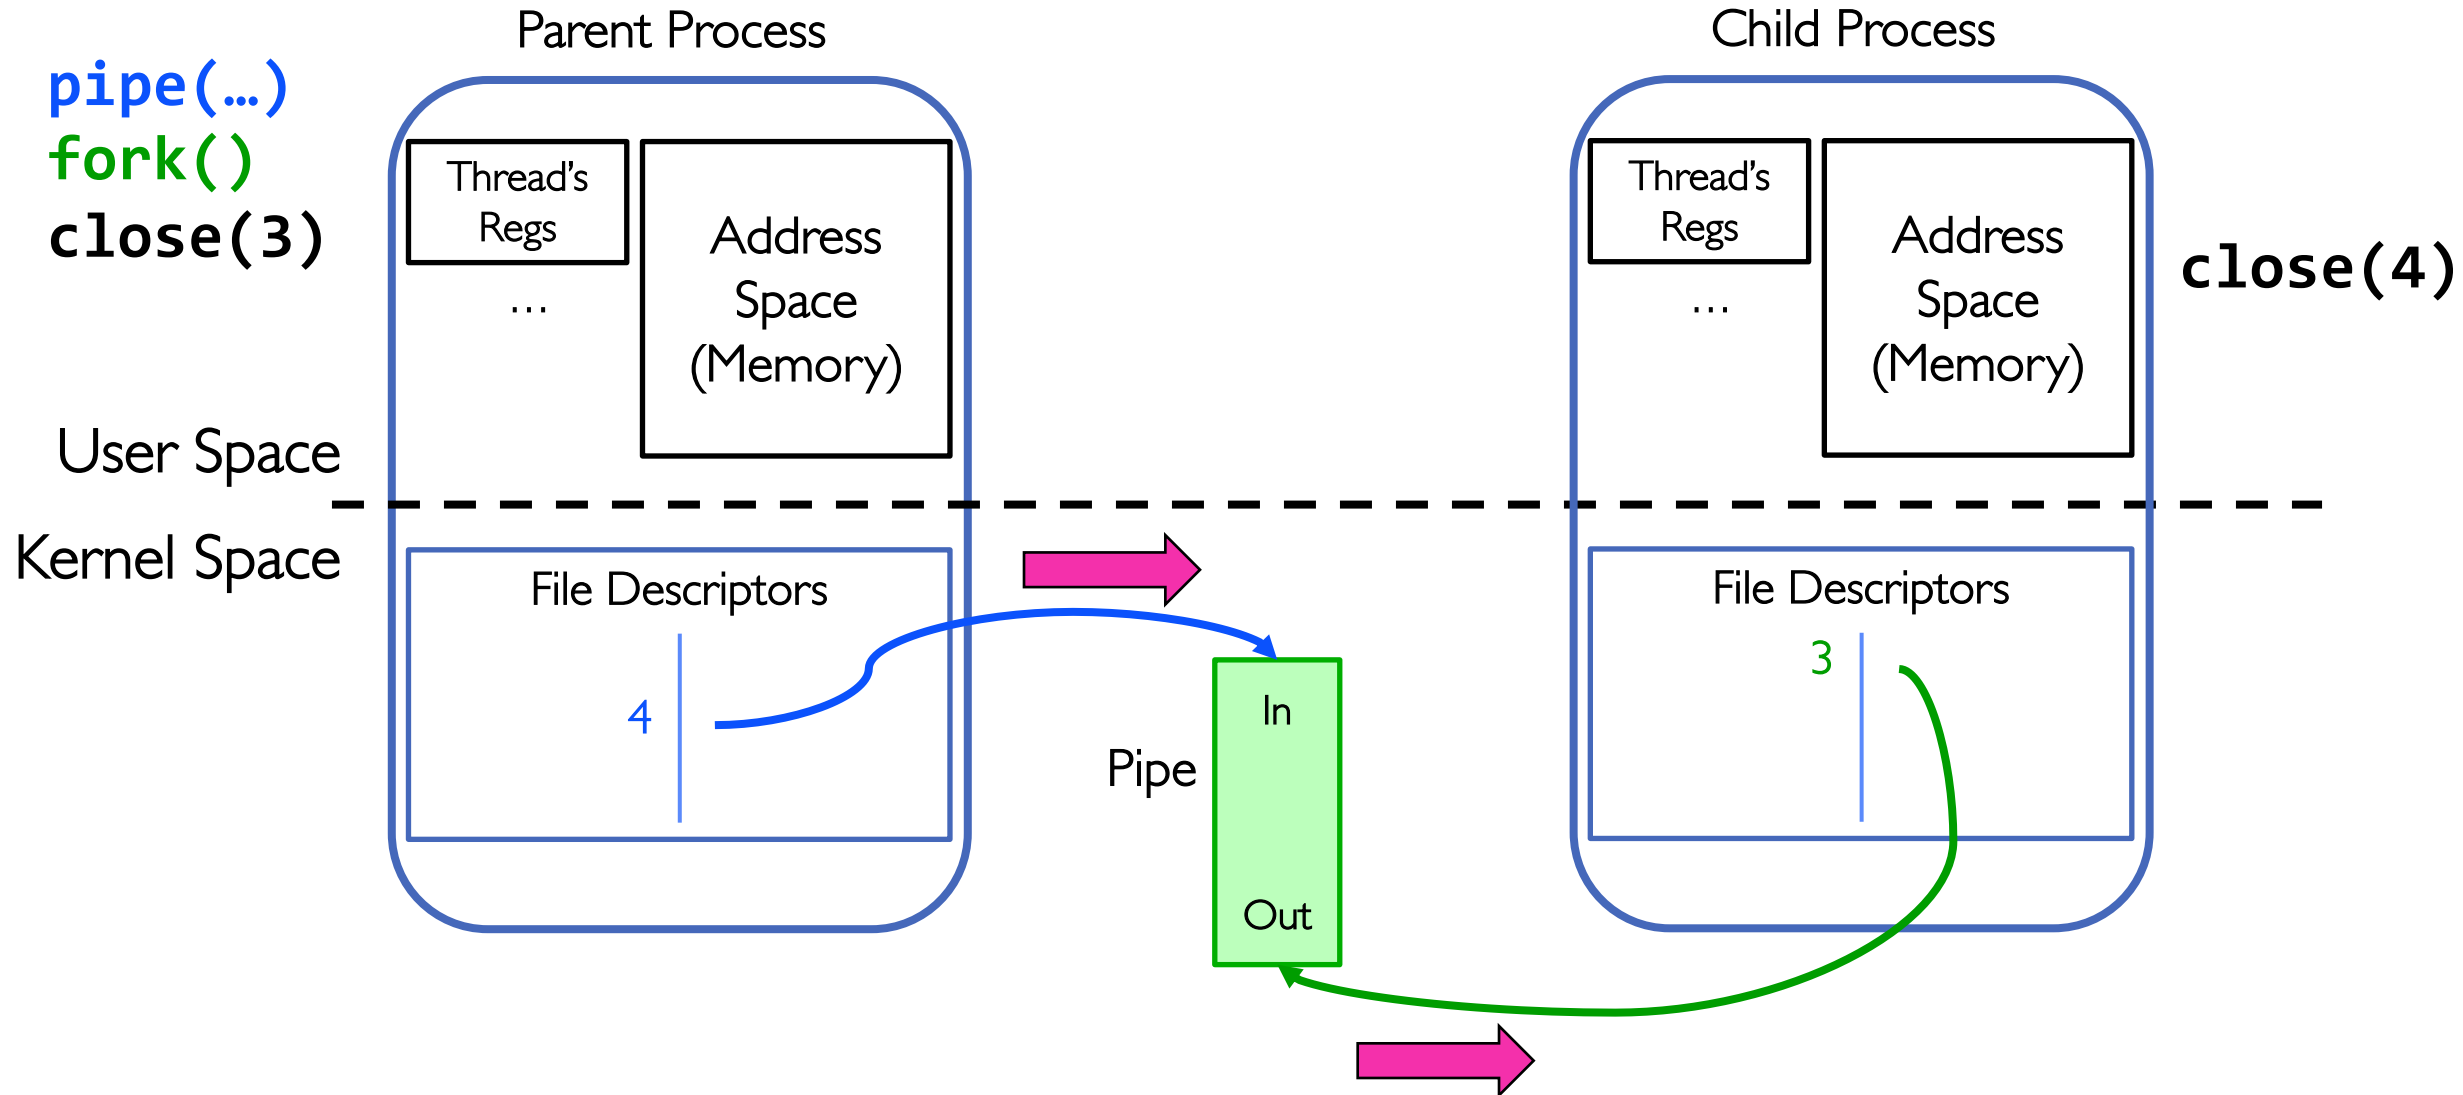 Parent Process
Child Process
pipe(…)
fork()
close(3)
Thread's
Regs
…
Address
Space
(Memory)
Thread's
Regs
…
Address
Space
(Memory)
close(4)
User Space
Kernel Space
File Descriptors
4
Pipe
In
Out
File Descriptors
3